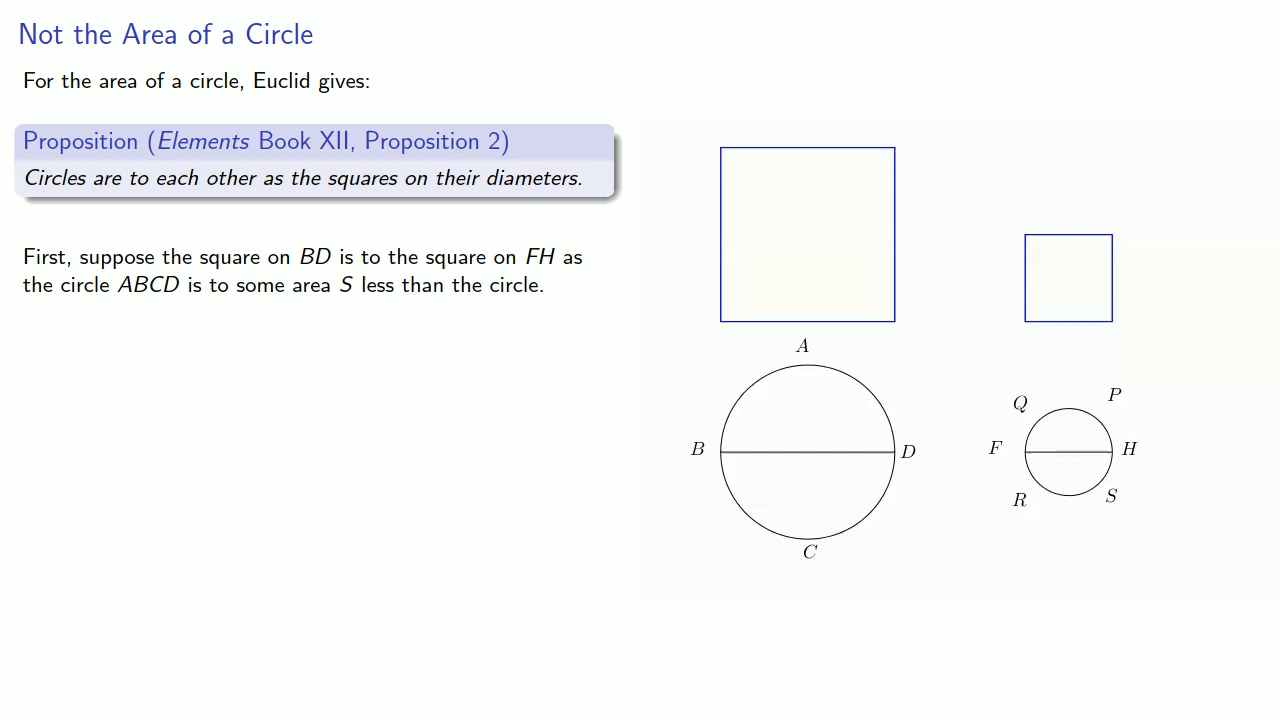 Not the Area of a Circle
For the area of a circle, Euclid gives:
Proposition (Elements Book XII, Proposition 2)
Circles are to each other as the squares on their diameters.
First, suppose the square on BD is to the square on FH as
the circle ABCD is to some area S less than the circle.
A
B
D
C
Q
P
F
H
R
S